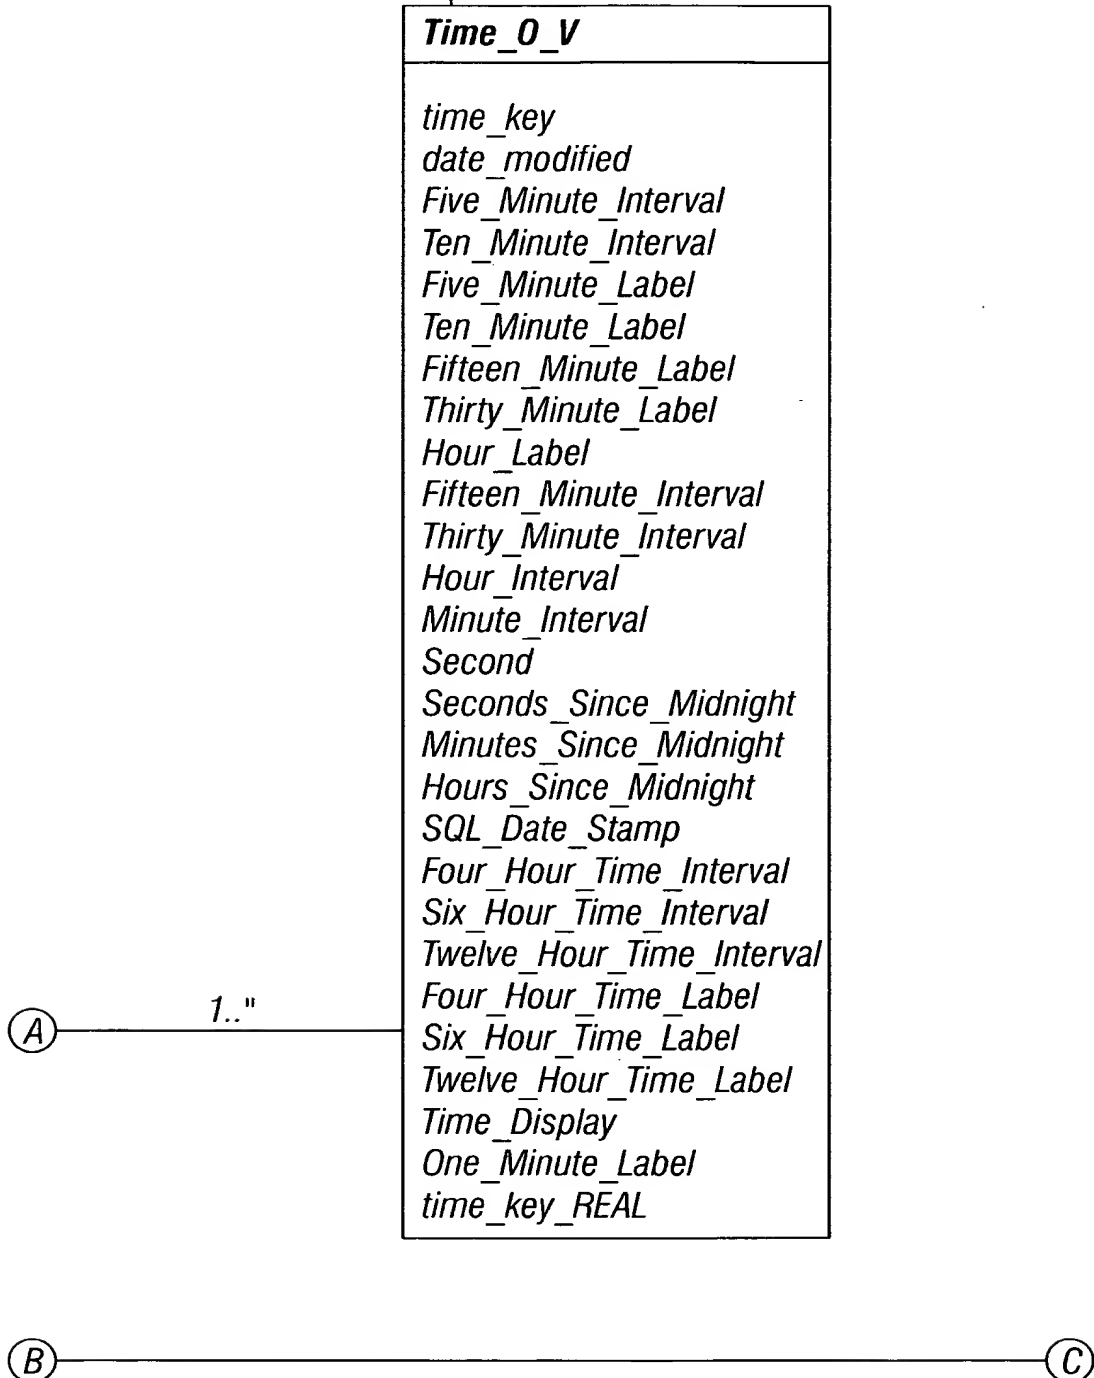 Time_0_V
time_key
date_modified
Five_Minute_Interval
Ten_Minute_Interval
Five_Minute_Label
Ten_Minute_Label
Fifteen_Minute_Label
Thirty_Minute_Label
Hour_Label
Fifteen_Minute_Interval
Thirty_Minute_Interval
Hour_Interval
Minute_Interval
Second
Seconds_Since_Midnight
Minutes_Since_Midnight
Hours_Since_Midnight
SQL_Date_Stamp
Four_Hour_Time_Interval
Six_Hour_Time_Interval
Twelve_Hour_Time_Interval
Four_Hour_Time_Label
A 1.."
Six_Hour_Time_Label
Twelve_Hour_Time_Label
Time_Display
One_Minute_Label
time_key_REAL
B C